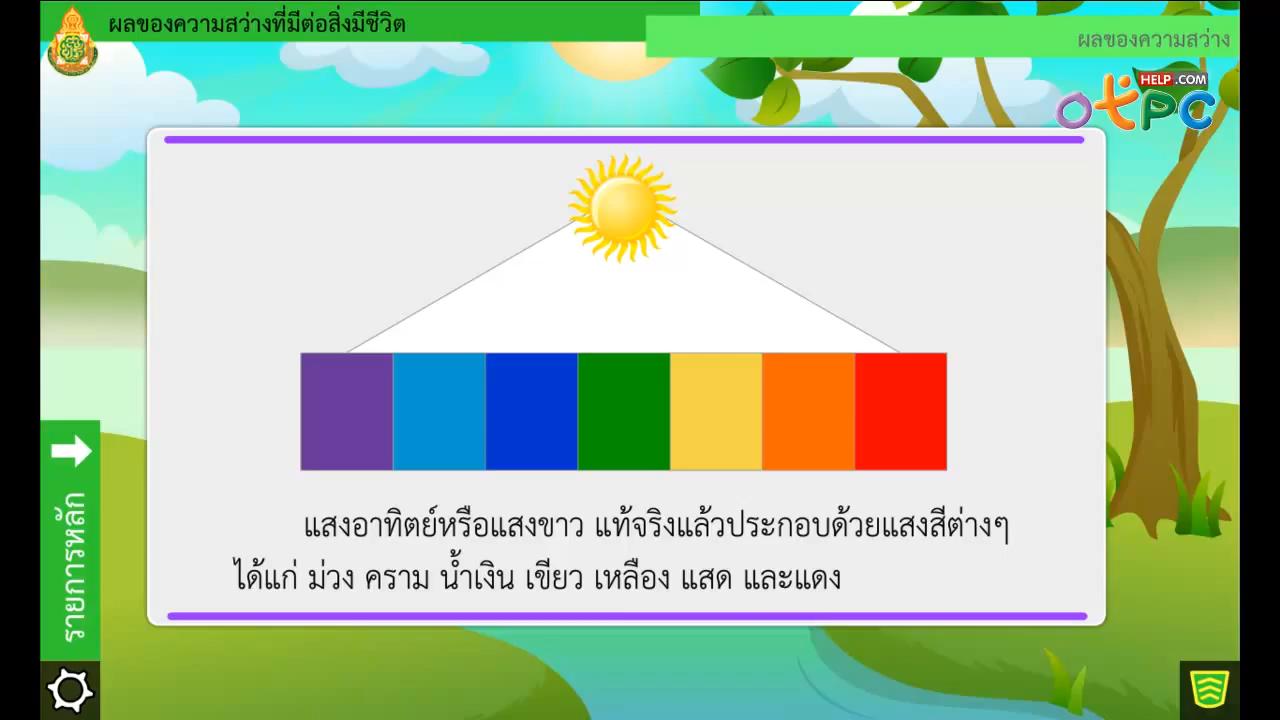 ผลของความสว่างที่มีต่อสิ่งมีชีวิต
ผลของความสว่าง
OTPC HELP.COM
แสงอาทิตย์หรือแสงขาว แท้จริงแล้วประกอบด้วยแสงสีต่างๆ
ได้แก่ ม่วง คราม น้ำเงิน เขียว เหลือง แสด และแดง
รายการหลัก